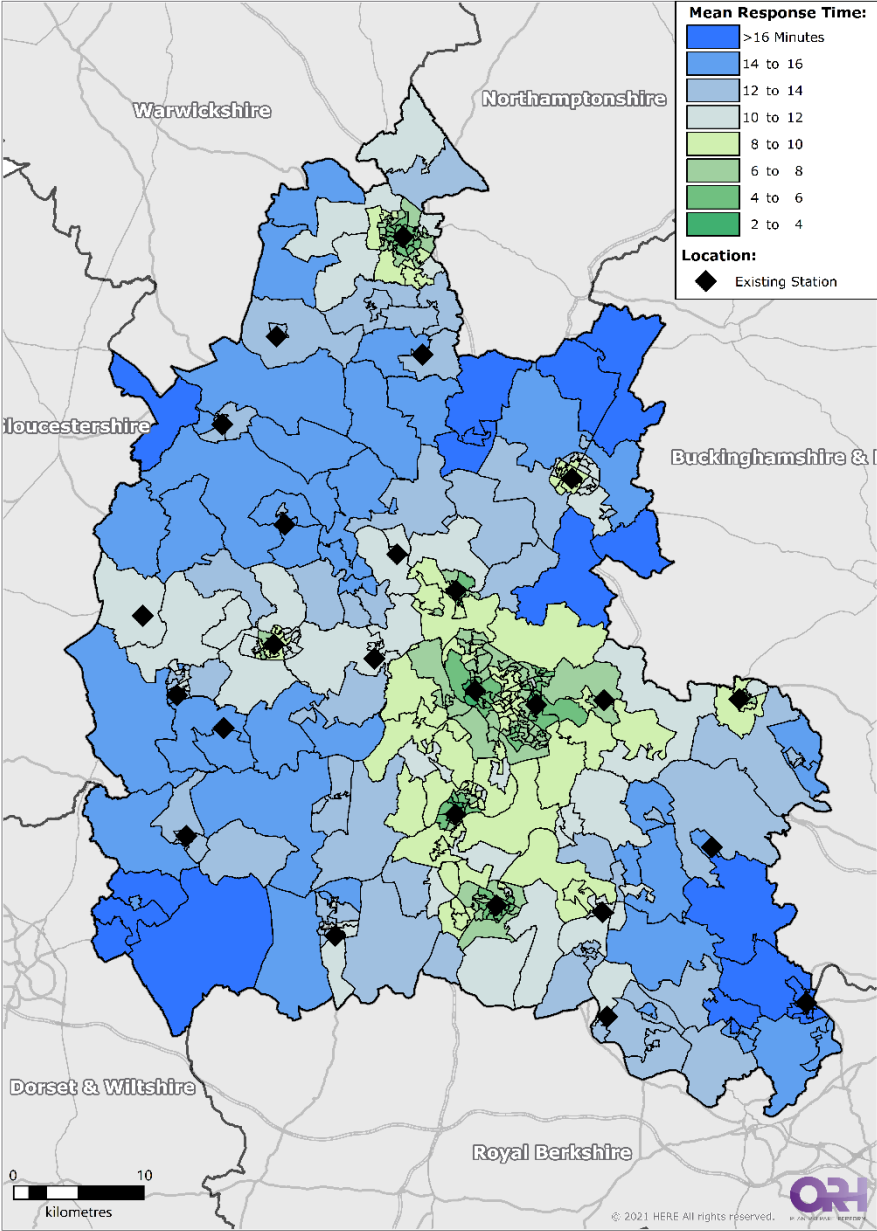 Mean Response Time:
>16 Minutes
14 to 16
12 to 14
10 to 12
8 to 10
6 to 8
4 to 6
2 to 4
Location:
Existing Station
Warwickshire
Northamptonshire
Gloucestershire
Buckinghamshire &
Dorset & Wiltshire
Royal Berkshire
0 10
kilometres
© 2021 HERE All rights reserved.
ORH